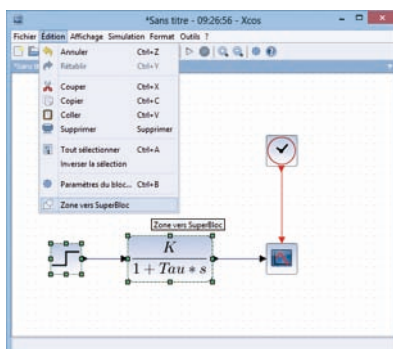 *Sans titre - 09:26:56 - Xcos
Fichier Édition Affichage Simulation Format Outils ?
Annuler Ctrl+Z
Rétablir Ctrl+Y
Couper Ctrl+X
Copier Ctrl+C
Coller Ctrl+V
Supprimer Supprimer
Tout sélectionner Ctrl+A
Inverser la sélection
Paramètres du bloc... Ctrl+B
Zone vers SuperBloc
Zone vers SuperBloc
K
1 + Tau * s